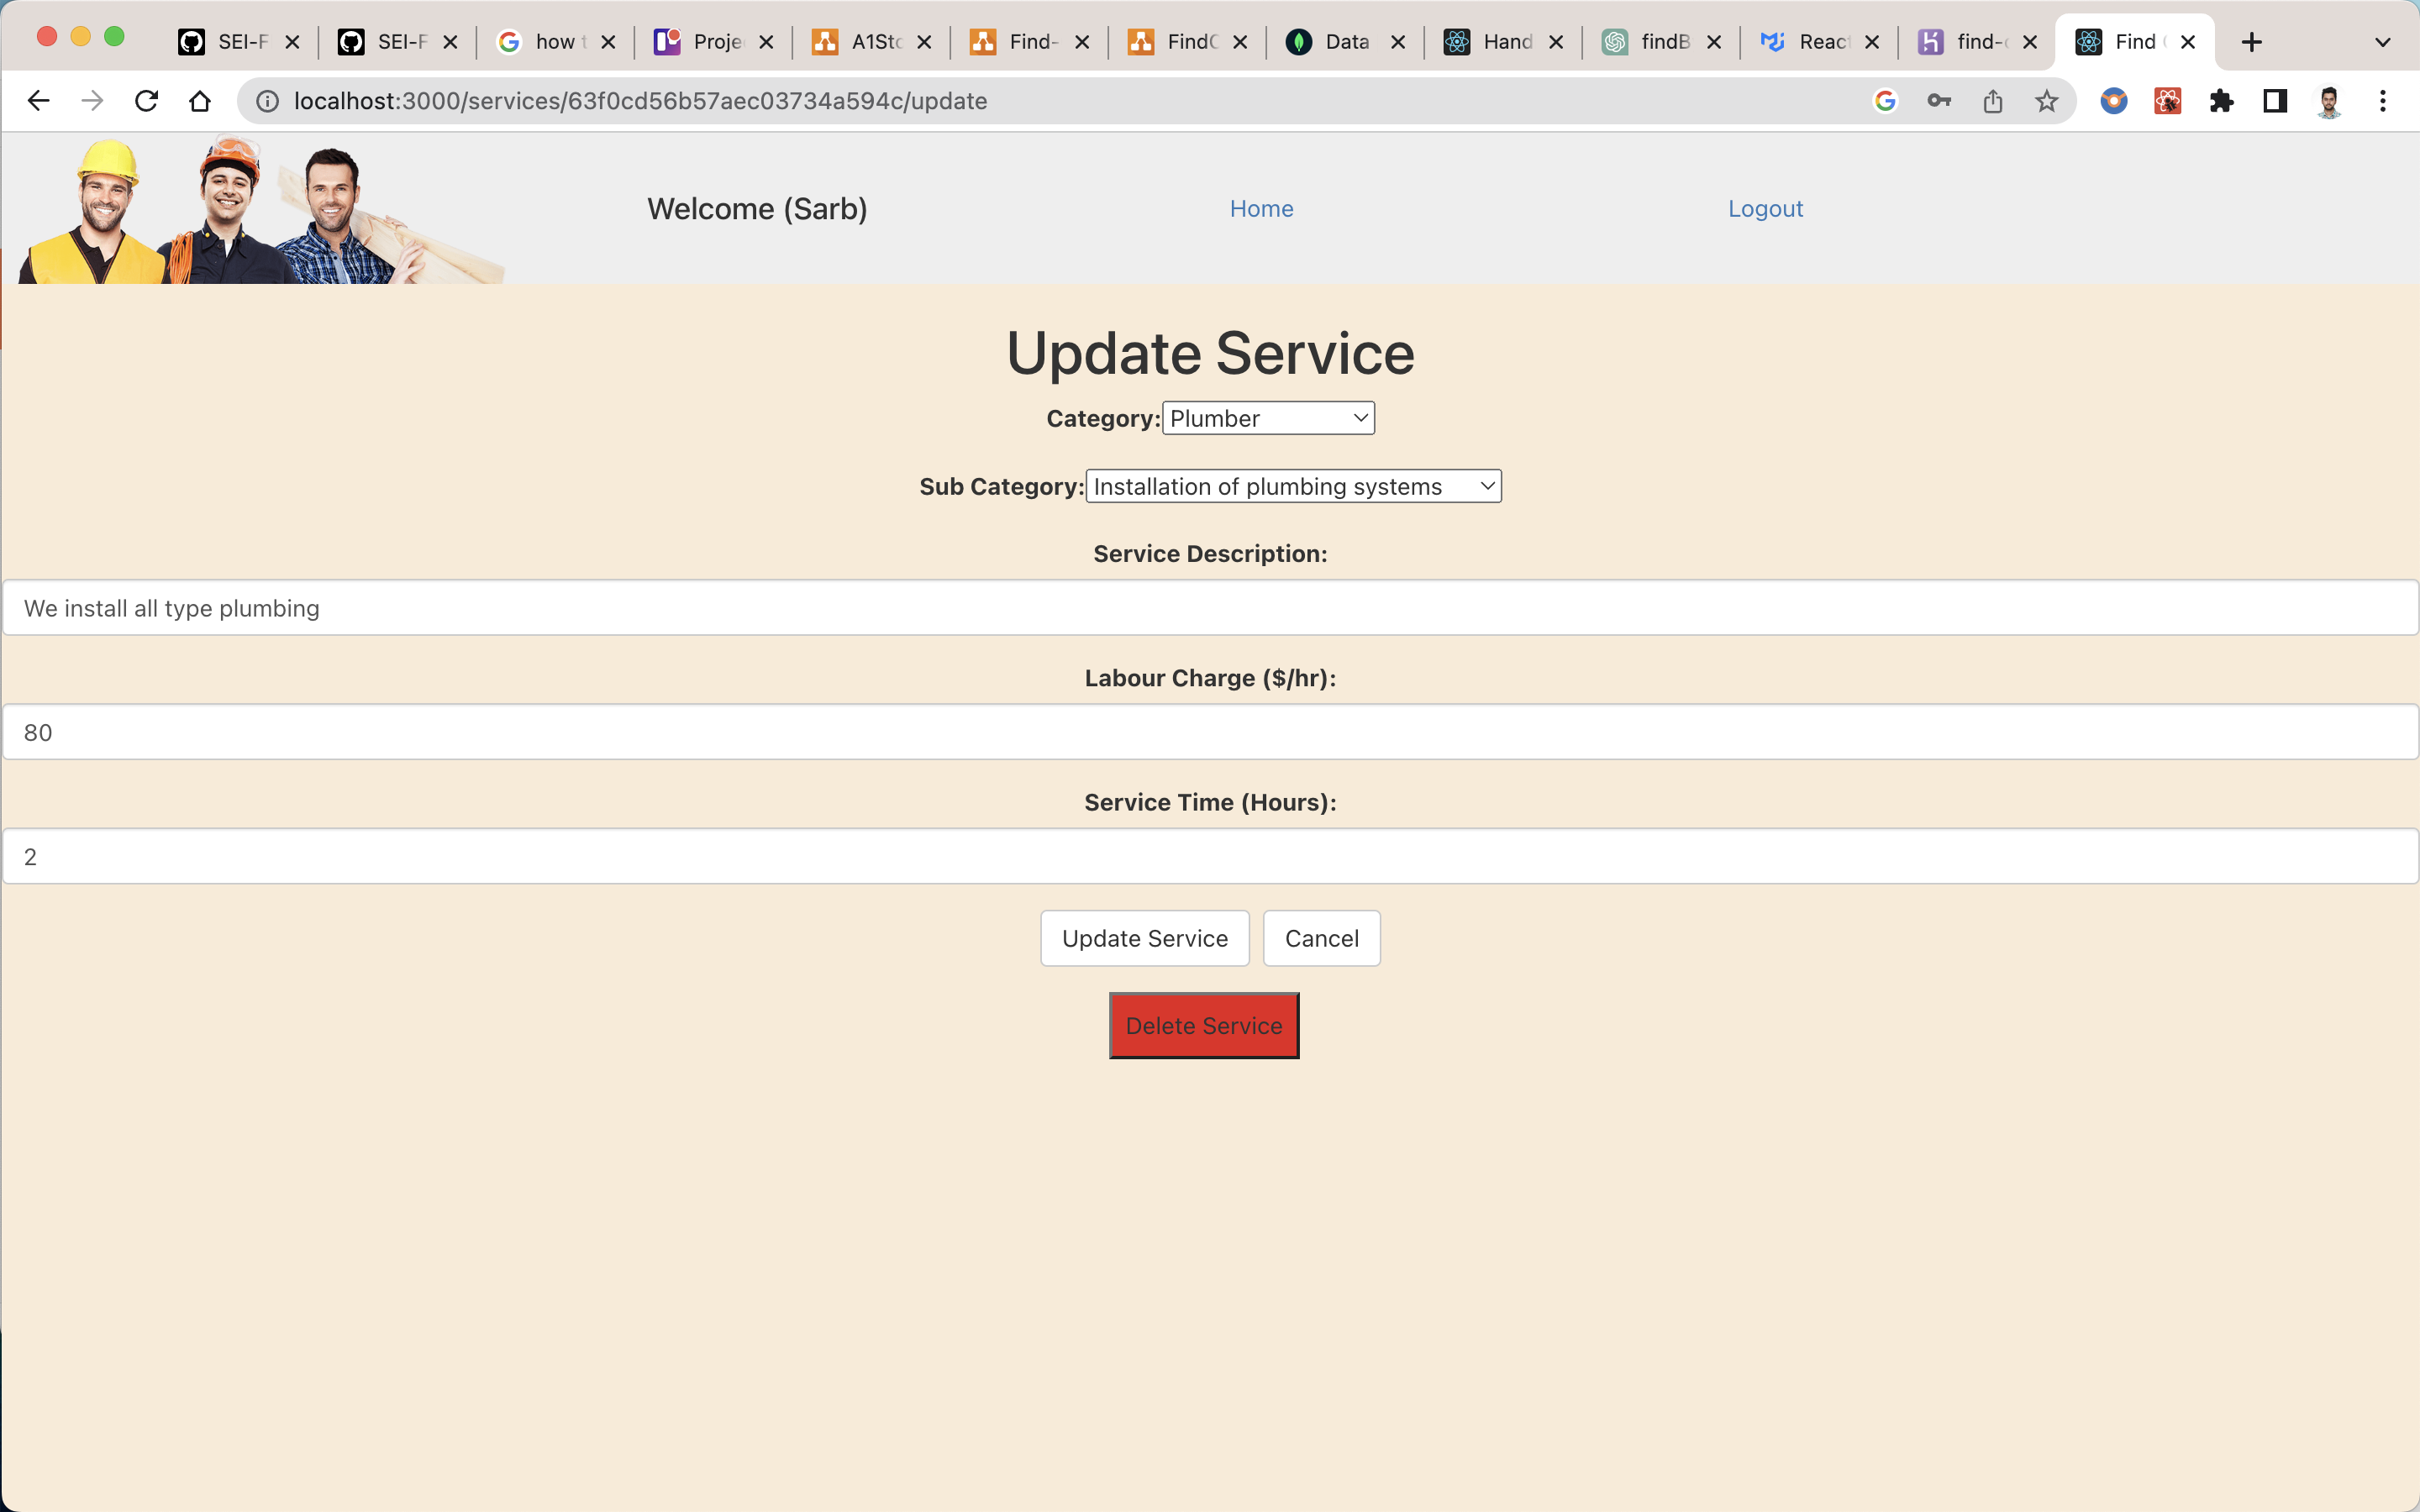 SEI-F
SEI-F
how t
Proje
A1Sto
Find-
FindC
Data
Hand
findB
React
find-
Find
localhost:3000/services/63f0cd56b57aec03734a594c/update
Welcome (Sarb)
Home
Logout
Update Service
Category: Plumber
Sub Category: Installation of plumbing systems
Service Description:
We install all type plumbing
Labour Charge ($/hr):
80
Service Time (Hours):
2
Update Service
Cancel
Delete Service